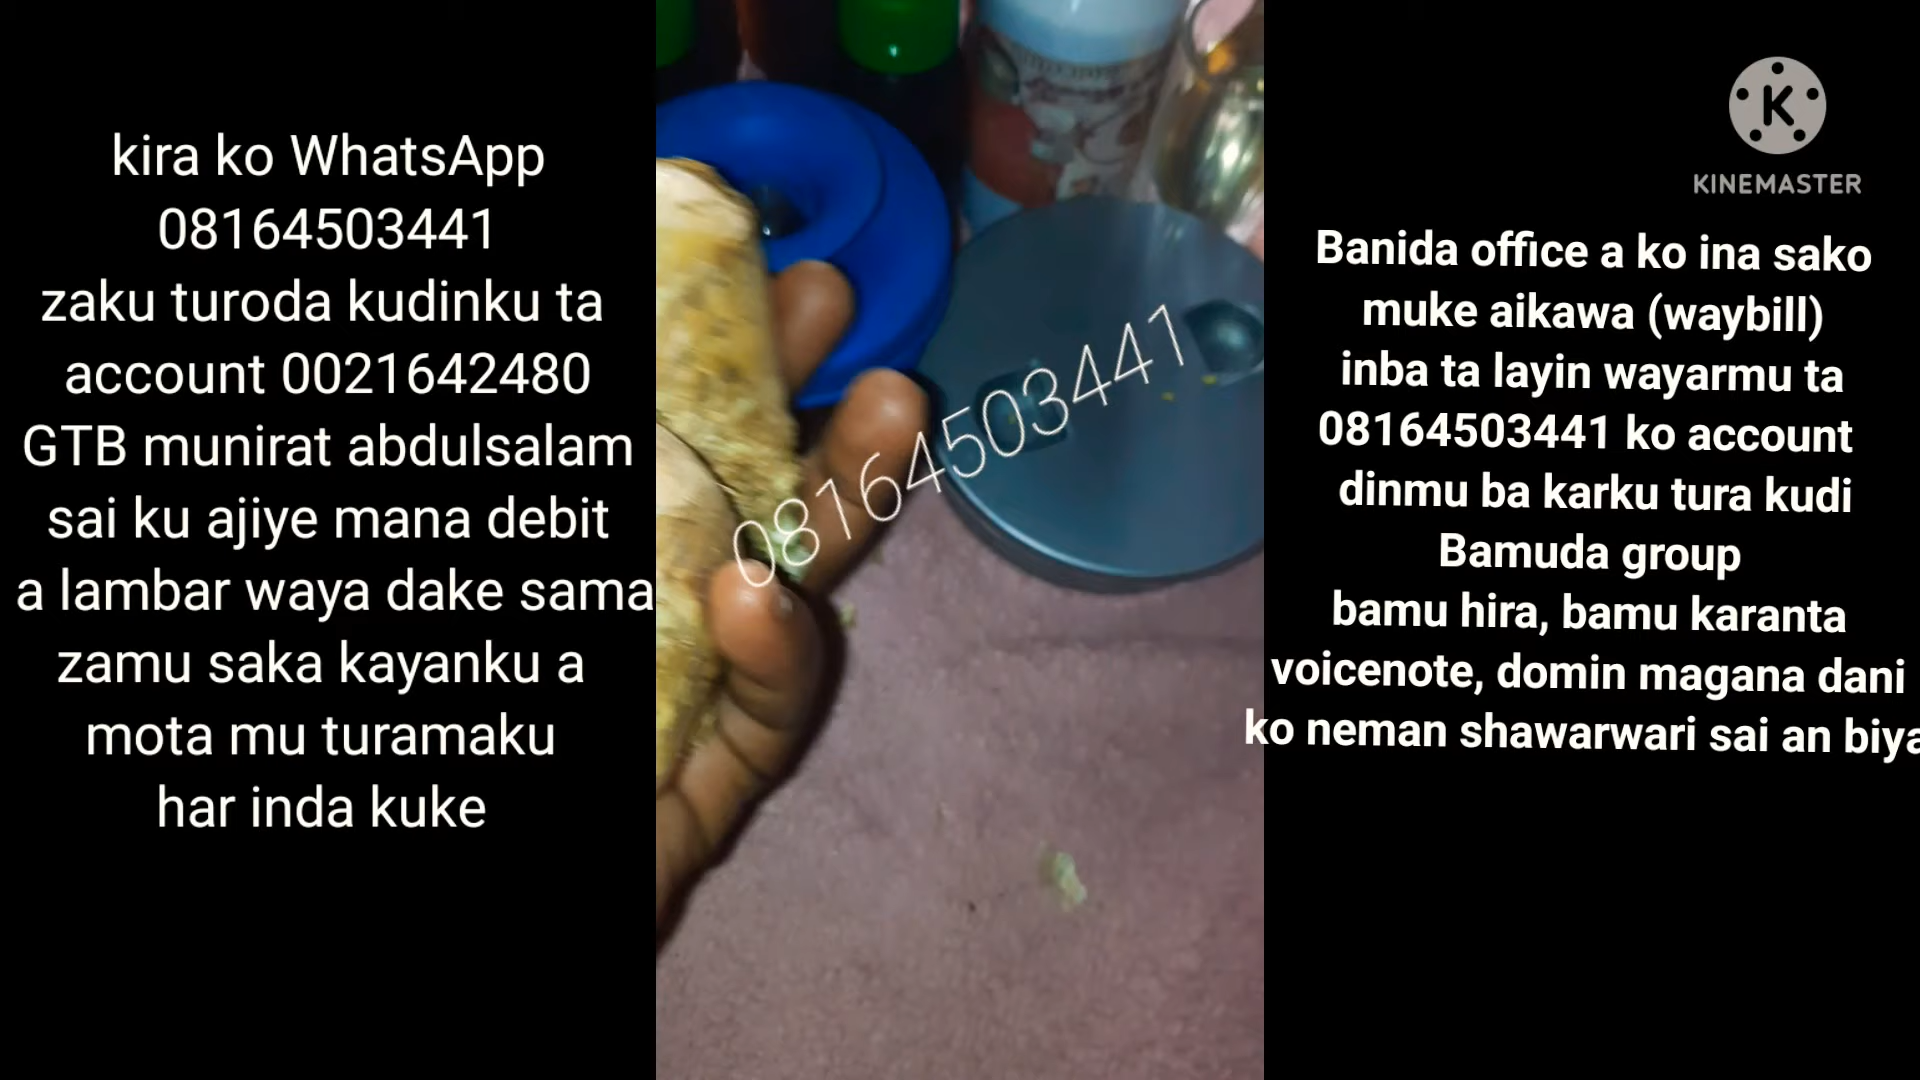 kira ko WhatsApp
08164503441
zaku turoda kudinku ta
account 0021642480
GTB munirat abdulsalam
sai ku ajiye mana debit
a lambar waya dake sama
zamu saka kayanku a
mota mu turamaku
har inda kuke
08164503441
KINEMASTER
Banida office a ko ina sako
muke aikawa (waybill)
inba ta layin wayarmu ta
08164503441 ko account
dinmu ba karku tura kudi
Bamuda group
bamu hira, bamu karanta
voicenote, domin magana dani
ko neman shawarwari sai an biya